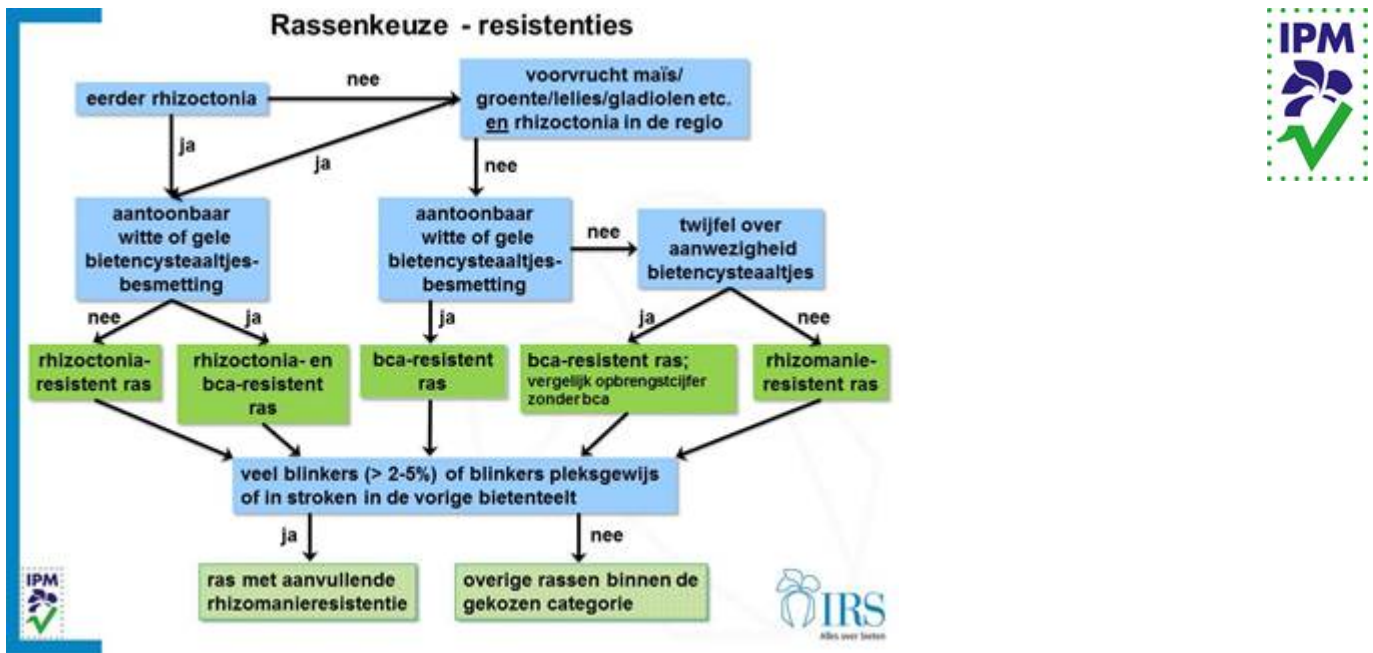 Rassenkeuze - resistenties
IPM
eerder rhizoctonia
nee
voorvrucht maïs/
groente/lelies/gladiolen etc.
en rhizoctonia in de regio
ja
ja
nee
aantoonbaar
witte of gele
bietencysteaaltjes-
besmetting
aantoonbaar
witte of gele
bietencysteaaltjes-
besmetting
nee
twijfel over
aanwezigheid
bietencysteaaltjes
nee
ja
ja
ja
nee
rhizoctonia-
resistent ras
rhizoctonia- en
bca-resistent
ras
bca-resistent
ras
bca-resistent ras;
vergelijk opbrengstcijfer
zonder bca
rhizomanie-
resistent ras
veel blinkers (> 2-5%) of blinkers pleksgewijs
of in stroken in de vorige bietenteelt
ja
nee
ras met aanvullende
rhizomanieresistentie
overige rassen binnen de
gekozen categorie
IPM
IRS
Alles over bieten